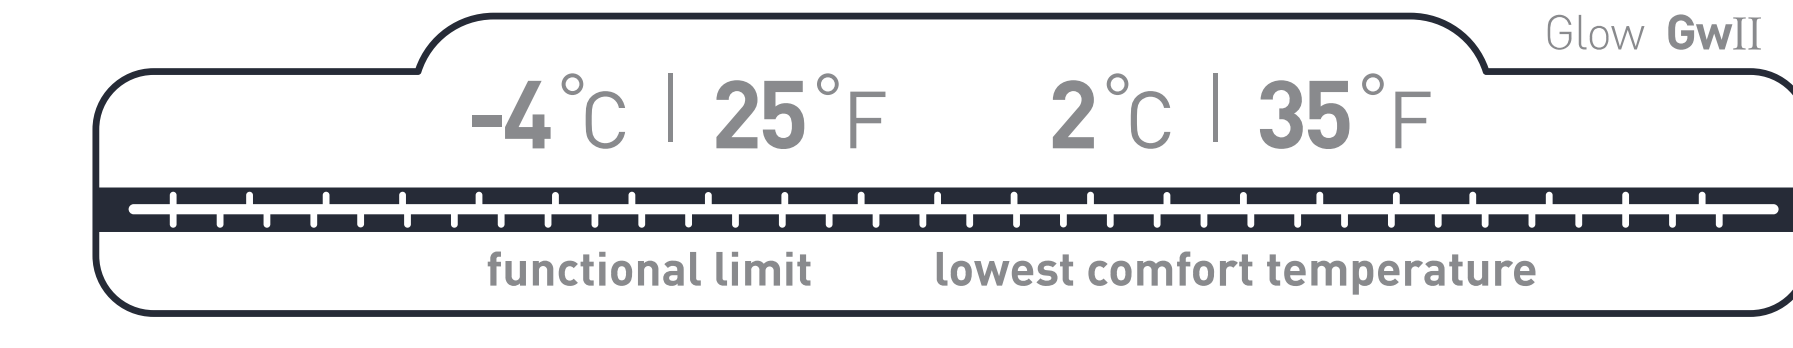 Glow GwII
-4°C | 25°F 2°C | 35°F
functional limit lowest comfort temperature